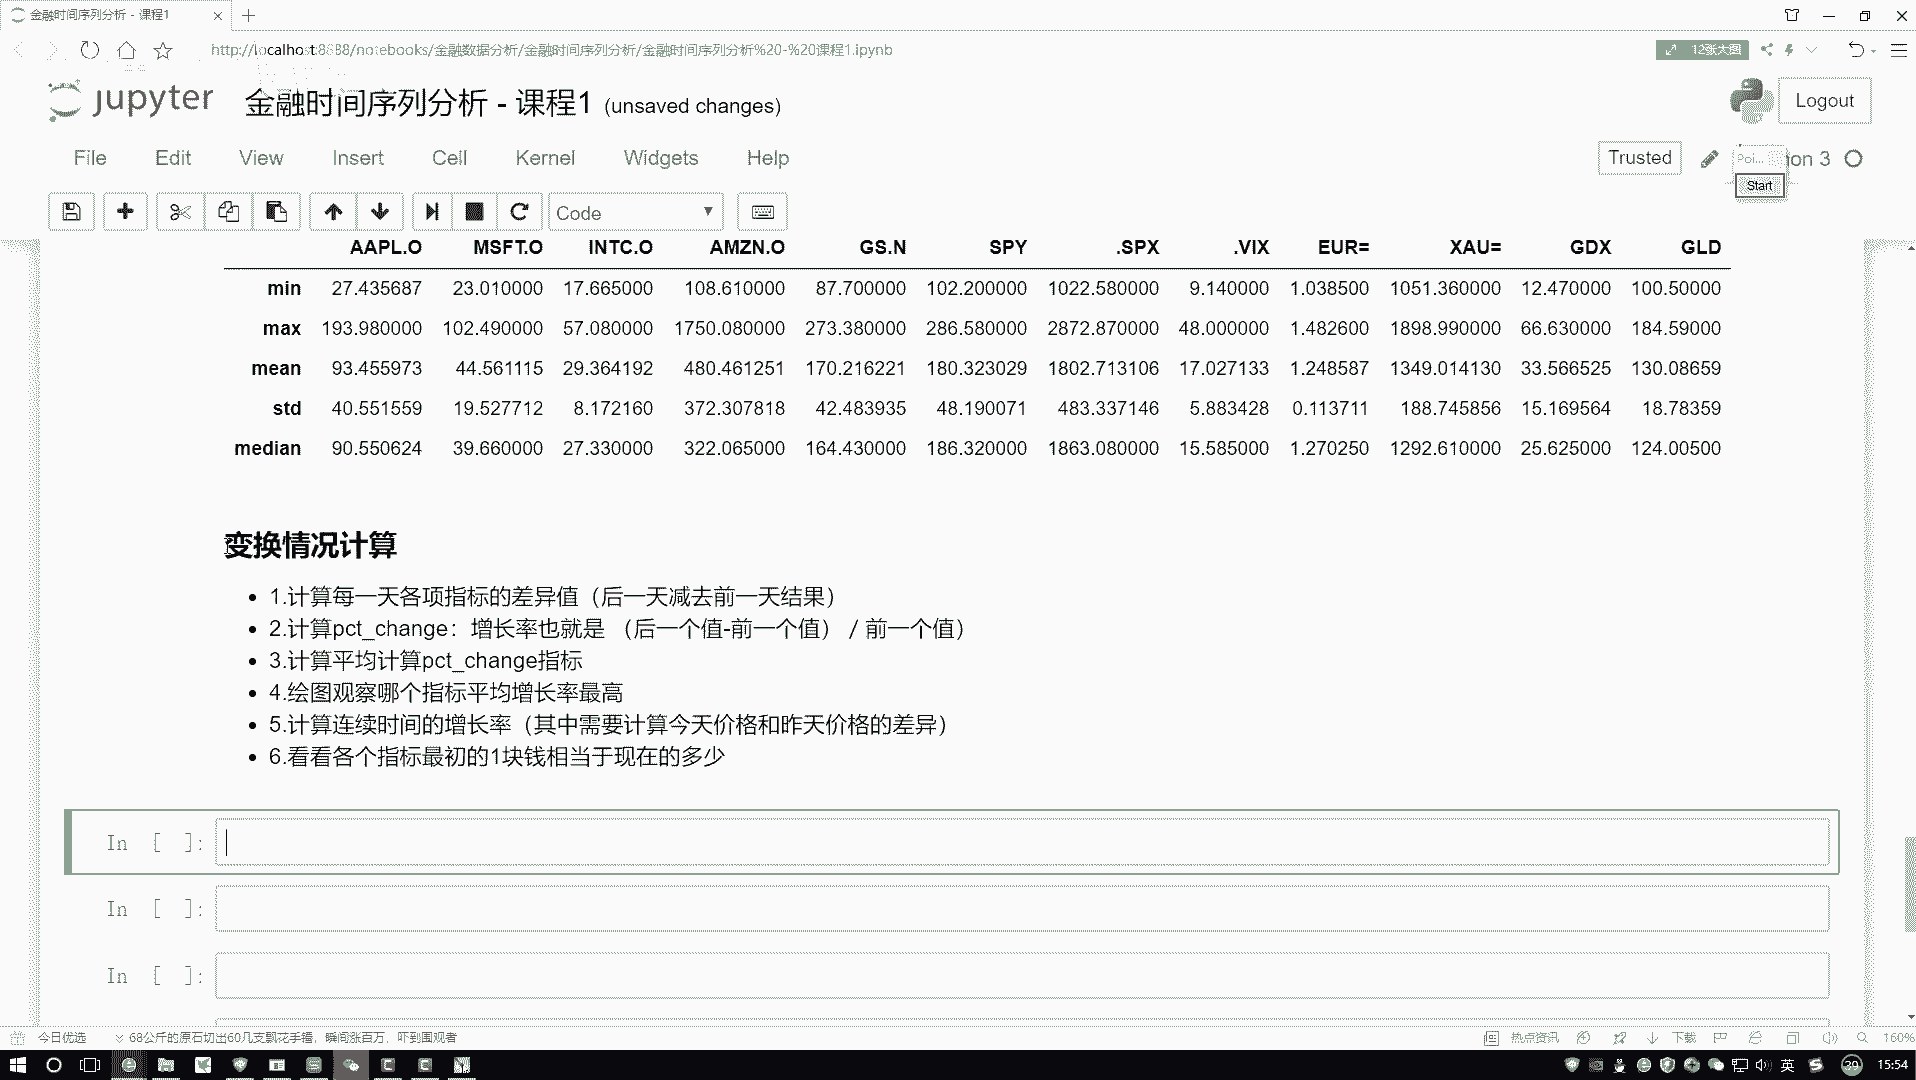 金融时间序列分析 - 课程1
http://localhost:8888/notebooks/金融数据分析/金融时间序列分析/金融时间序列分析%20-%20课程1.ipynb
12张大图
jupyter 金融时间序列分析 - 课程1 (unsaved changes)
Logout
File Edit View Insert Cell Kernel Widgets Help
Trusted
Poi... on 3
Start
Code
AAPL.O MSFT.O INTC.O AMZN.O GS.N SPY .SPX .VIX EUR= XAU= GDX GLD
min 27.435687 23.010000 17.665000 108.610000 87.700000 102.200000 1022.580000 9.140000 1.038500 1051.360000 12.470000 100.50000
max 193.980000 102.490000 57.080000 1750.080000 273.380000 286.580000 2872.870000 48.000000 1.482600 1898.990000 66.630000 184.59000
mean 93.455973 44.561115 29.364192 480.461251 170.216221 180.323029 1802.713106 17.027133 1.248587 1349.014130 33.566525 130.08659
std 40.551559 19.527712 8.172160 372.307818 42.483935 48.190071 483.337146 5.883428 0.113711 188.745856 15.169564 18.78359
median 90.550624 39.660000 27.330000 322.065000 164.430000 186.320000 1863.080000 15.585000 1.270250 1292.610000 25.625000 124.00500
变换情况计算
1.计算每一天各项指标的差异值（后一天减去前一天结果）
2.计算pct_change：增长率也就是 （后一个值-前一个值） / 前一个值）
3.计算平均计算pct_change指标
4.绘图观察哪个指标平均增长率最高
5.计算连续时间的增长率（其中需要计算今天价格和昨天价格的差异）
6.看看各个指标最初的1块钱相当于现在的多少
In [ ]:
In [ ]:
In [ ]:
今日优选
68公斤的原石切出60几支飘花手镯，瞬间涨百万，吓到围观者
热点资讯
下载
160%
英
39
15:54